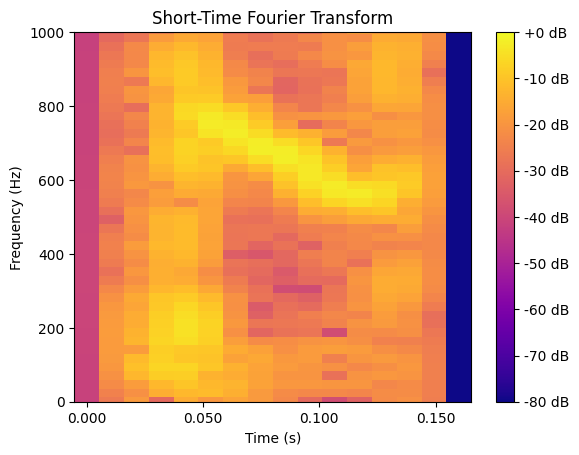 Short-Time Fourier Transform
1000
800
600
400
200
0
Frequency (Hz)
0.000
0.050
0.100
0.150
Time (s)
+0 dB
-10 dB
-20 dB
-30 dB
-40 dB
-50 dB
-60 dB
-70 dB
-80 dB